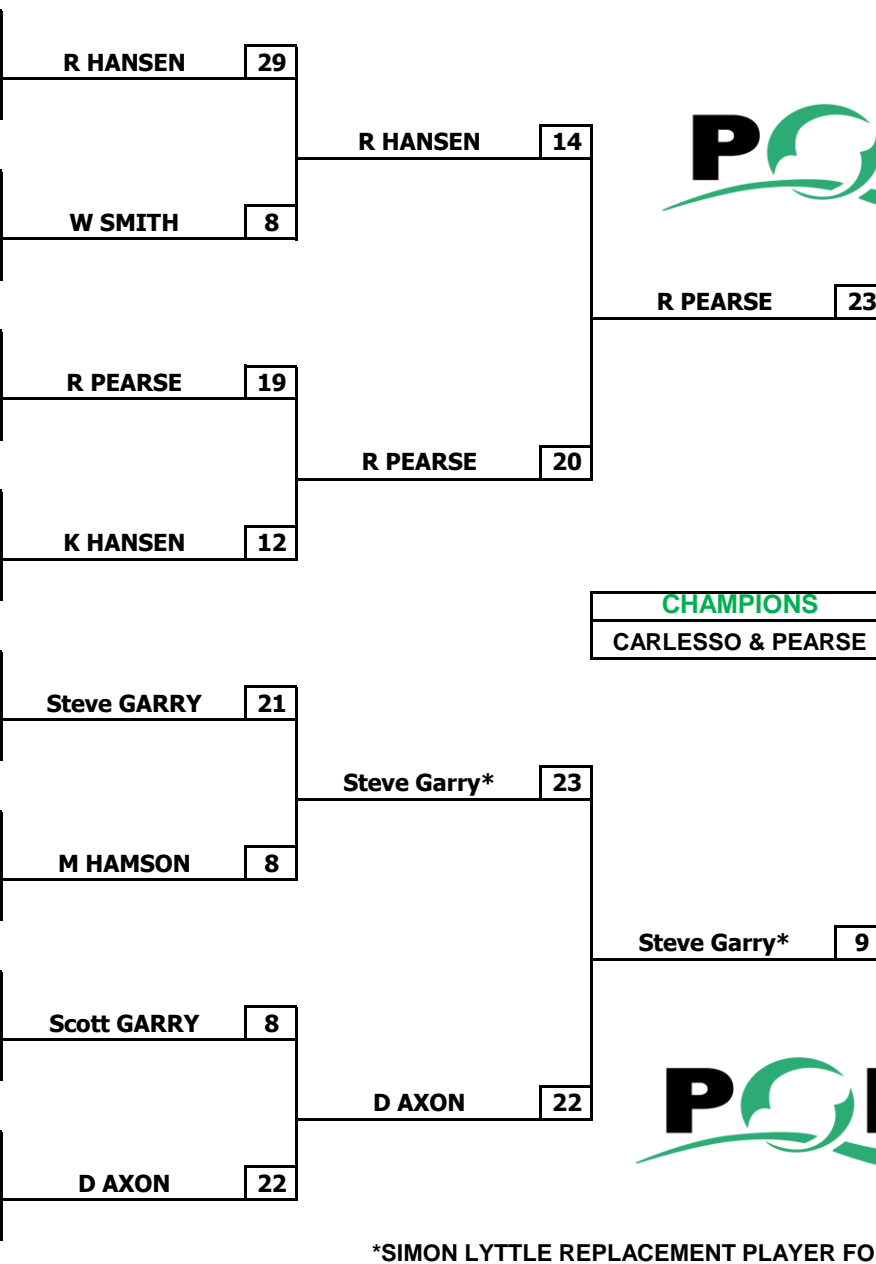 R HANSEN 29
R HANSEN 14
W SMITH 8
R PEARSE 23
R PEARSE 19
R PEARSE 20
K HANSEN 12
CHAMPIONS
CARLESSO & PEARSE
Steve GARRY 21
Steve Garry* 23
M HAMSON 8
Steve Garry* 9
Scott GARRY 8
D AXON 22
D AXON 22
*SIMON LYTTLE REPLACEMENT PLAYER FO